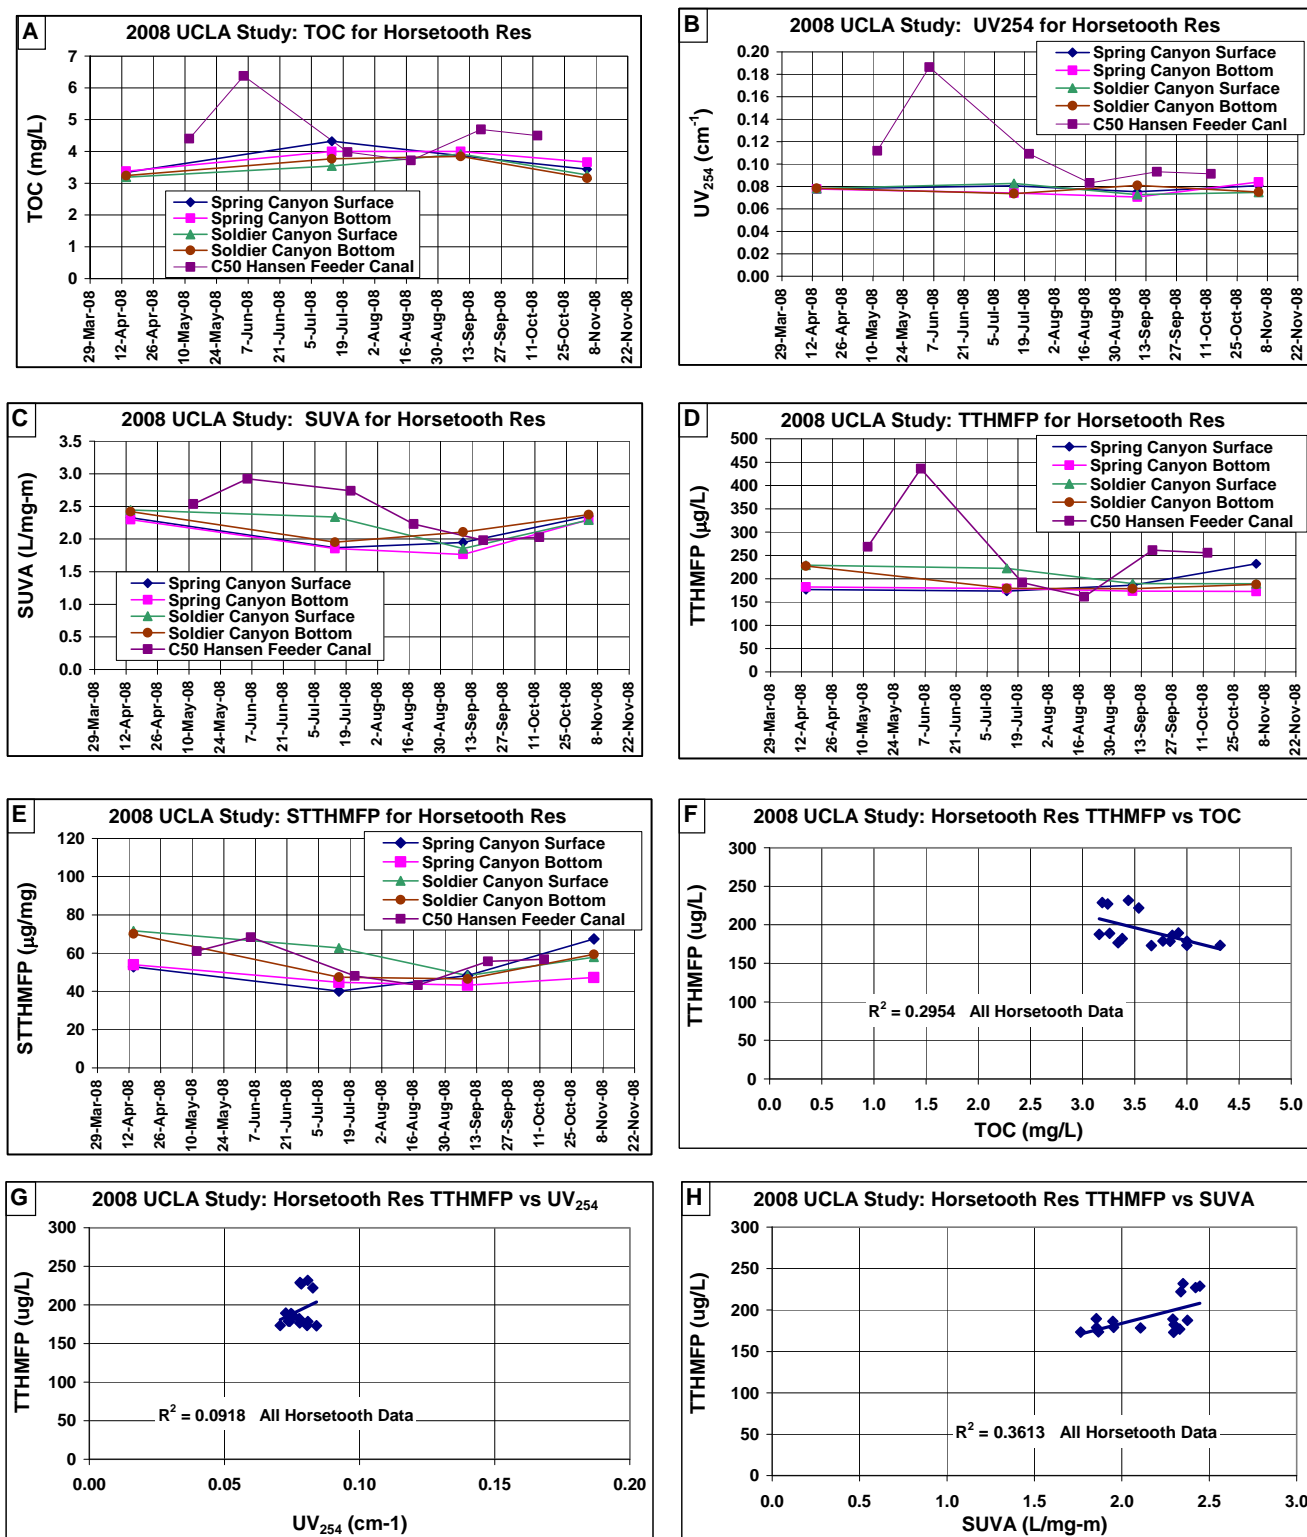 A
2008 UCLA Study: TOC for Horsetooth Res
TOC (mg/L)
7
6
5
4
3
2
1
0
Spring Canyon Surface
Spring Canyon Bottom
Soldier Canyon Surface
Soldier Canyon Bottom
C50 Hansen Feeder Canal
29-Mar-08
12-Apr-08
26-Apr-08
10-May-08
24-May-08
7-Jun-08
21-Jun-08
5-Jul-08
19-Jul-08
2-Aug-08
16-Aug-08
30-Aug-08
13-Sep-08
27-Sep-08
11-Oct-08
25-Oct-08
8-Nov-08
22-Nov-08
B
2008 UCLA Study: UV254 for Horsetooth Res
UV254 (cm-1)
0.20
0.18
0.16
0.14
0.12
0.10
0.08
0.06
0.04
0.02
0.00
Spring Canyon Surface
Spring Canyon Bottom
Soldier Canyon Surface
Soldier Canyon Bottom
C50 Hansen Feeder Canl
29-Mar-08
12-Apr-08
26-Apr-08
10-May-08
24-May-08
7-Jun-08
21-Jun-08
5-Jul-08
19-Jul-08
2-Aug-08
16-Aug-08
30-Aug-08
13-Sep-08
27-Sep-08
11-Oct-08
25-Oct-08
8-Nov-08
22-Nov-08
C
2008 UCLA Study: SUVA for Horsetooth Res
SUVA (L/mg-m)
3.5
3.0
2.5
2.0
1.5
1.0
0.5
0.0
Spring Canyon Surface
Spring Canyon Bottom
Soldier Canyon Surface
Soldier Canyon Bottom
C50 Hansen Feeder Canal
29-Mar-08
12-Apr-08
26-Apr-08
10-May-08
24-May-08
7-Jun-08
21-Jun-08
5-Jul-08
19-Jul-08
2-Aug-08
16-Aug-08
30-Aug-08
13-Sep-08
27-Sep-08
11-Oct-08
25-Oct-08
8-Nov-08
22-Nov-08
D
2008 UCLA Study: TTHMFP for Horsetooth Res
TTHMFP (µg/L)
500
450
400
350
300
250
200
150
100
50
0
Spring Canyon Surface
Spring Canyon Bottom
Soldier Canyon Surface
Soldier Canyon Bottom
C50 Hansen Feeder Canal
29-Mar-08
12-Apr-08
26-Apr-08
10-May-08
24-May-08
7-Jun-08
21-Jun-08
5-Jul-08
19-Jul-08
2-Aug-08
16-Aug-08
30-Aug-08
13-Sep-08
27-Sep-08
11-Oct-08
25-Oct-08
8-Nov-08
22-Nov-08
E
2008 UCLA Study: STTHMFP for Horsetooth Res
STTHMFP (µg/mg)
120
100
80
60
40
20
0
Spring Canyon Surface
Spring Canyon Bottom
Soldier Canyon Surface
Soldier Canyon Bottom
C50 Hansen Feeder Canal
29-Mar-08
12-Apr-08
26-Apr-08
10-May-08
24-May-08
7-Jun-08
21-Jun-08
5-Jul-08
19-Jul-08
2-Aug-08
16-Aug-08
30-Aug-08
13-Sep-08
27-Sep-08
11-Oct-08
25-Oct-08
8-Nov-08
22-Nov-08
F
2008 UCLA Study: Horsetooth Res TTHMFP vs TOC
TTHMFP (ug/L)
300
250
200
150
100
50
0
R2 = 0.2954 All Horsetooth Data
0.0 0.5 1.0 1.5 2.0 2.5 3.0 3.5 4.0 4.5 5.0
TOC (mg/L)
G
2008 UCLA Study: Horsetooth Res TTHMFP vs UV254
TTHMFP (ug/L)
300
250
200
150
100
50
0
R2 = 0.0918 All Horsetooth Data
0.00 0.05 0.10 0.15 0.20
UV254 (cm-1)
H
2008 UCLA Study: Horsetooth Res TTHMFP vs SUVA
TTHMFP (ug/L)
300
250
200
150
100
50
0
R2 = 0.3613 All Horsetooth Data
0.0 0.5 1.0 1.5 2.0 2.5 3.0
SUVA (L/mg-m)